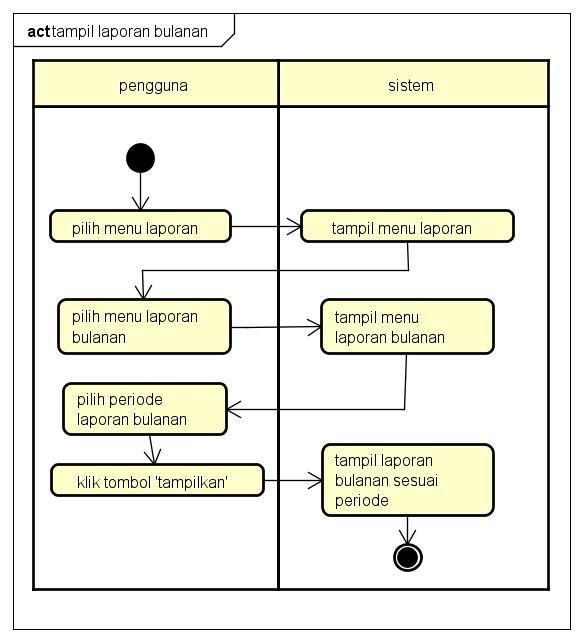 act tampil laporan bulanan
pengguna
sistem
pilih menu laporan
tampil menu laporan
pilih menu laporan
bulanan
tampil menu
laporan bulanan
pilih periode
laporan bulanan
klik tombol 'tampilkan'
tampil laporan
bulanan sesuai
periode